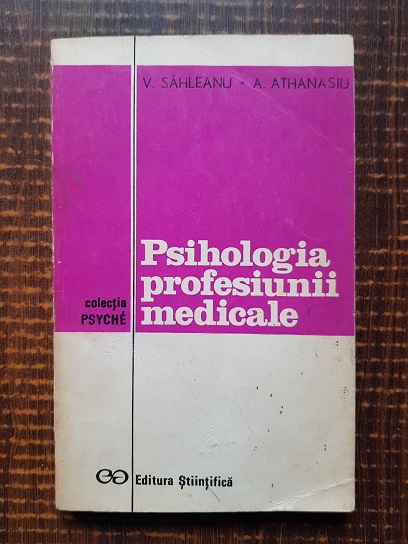 V. SĂHLEANU • A. ATHANASIU
Psihologia
profesiunii
medicale
colecția
PSYCHÉ
Editura Științifică